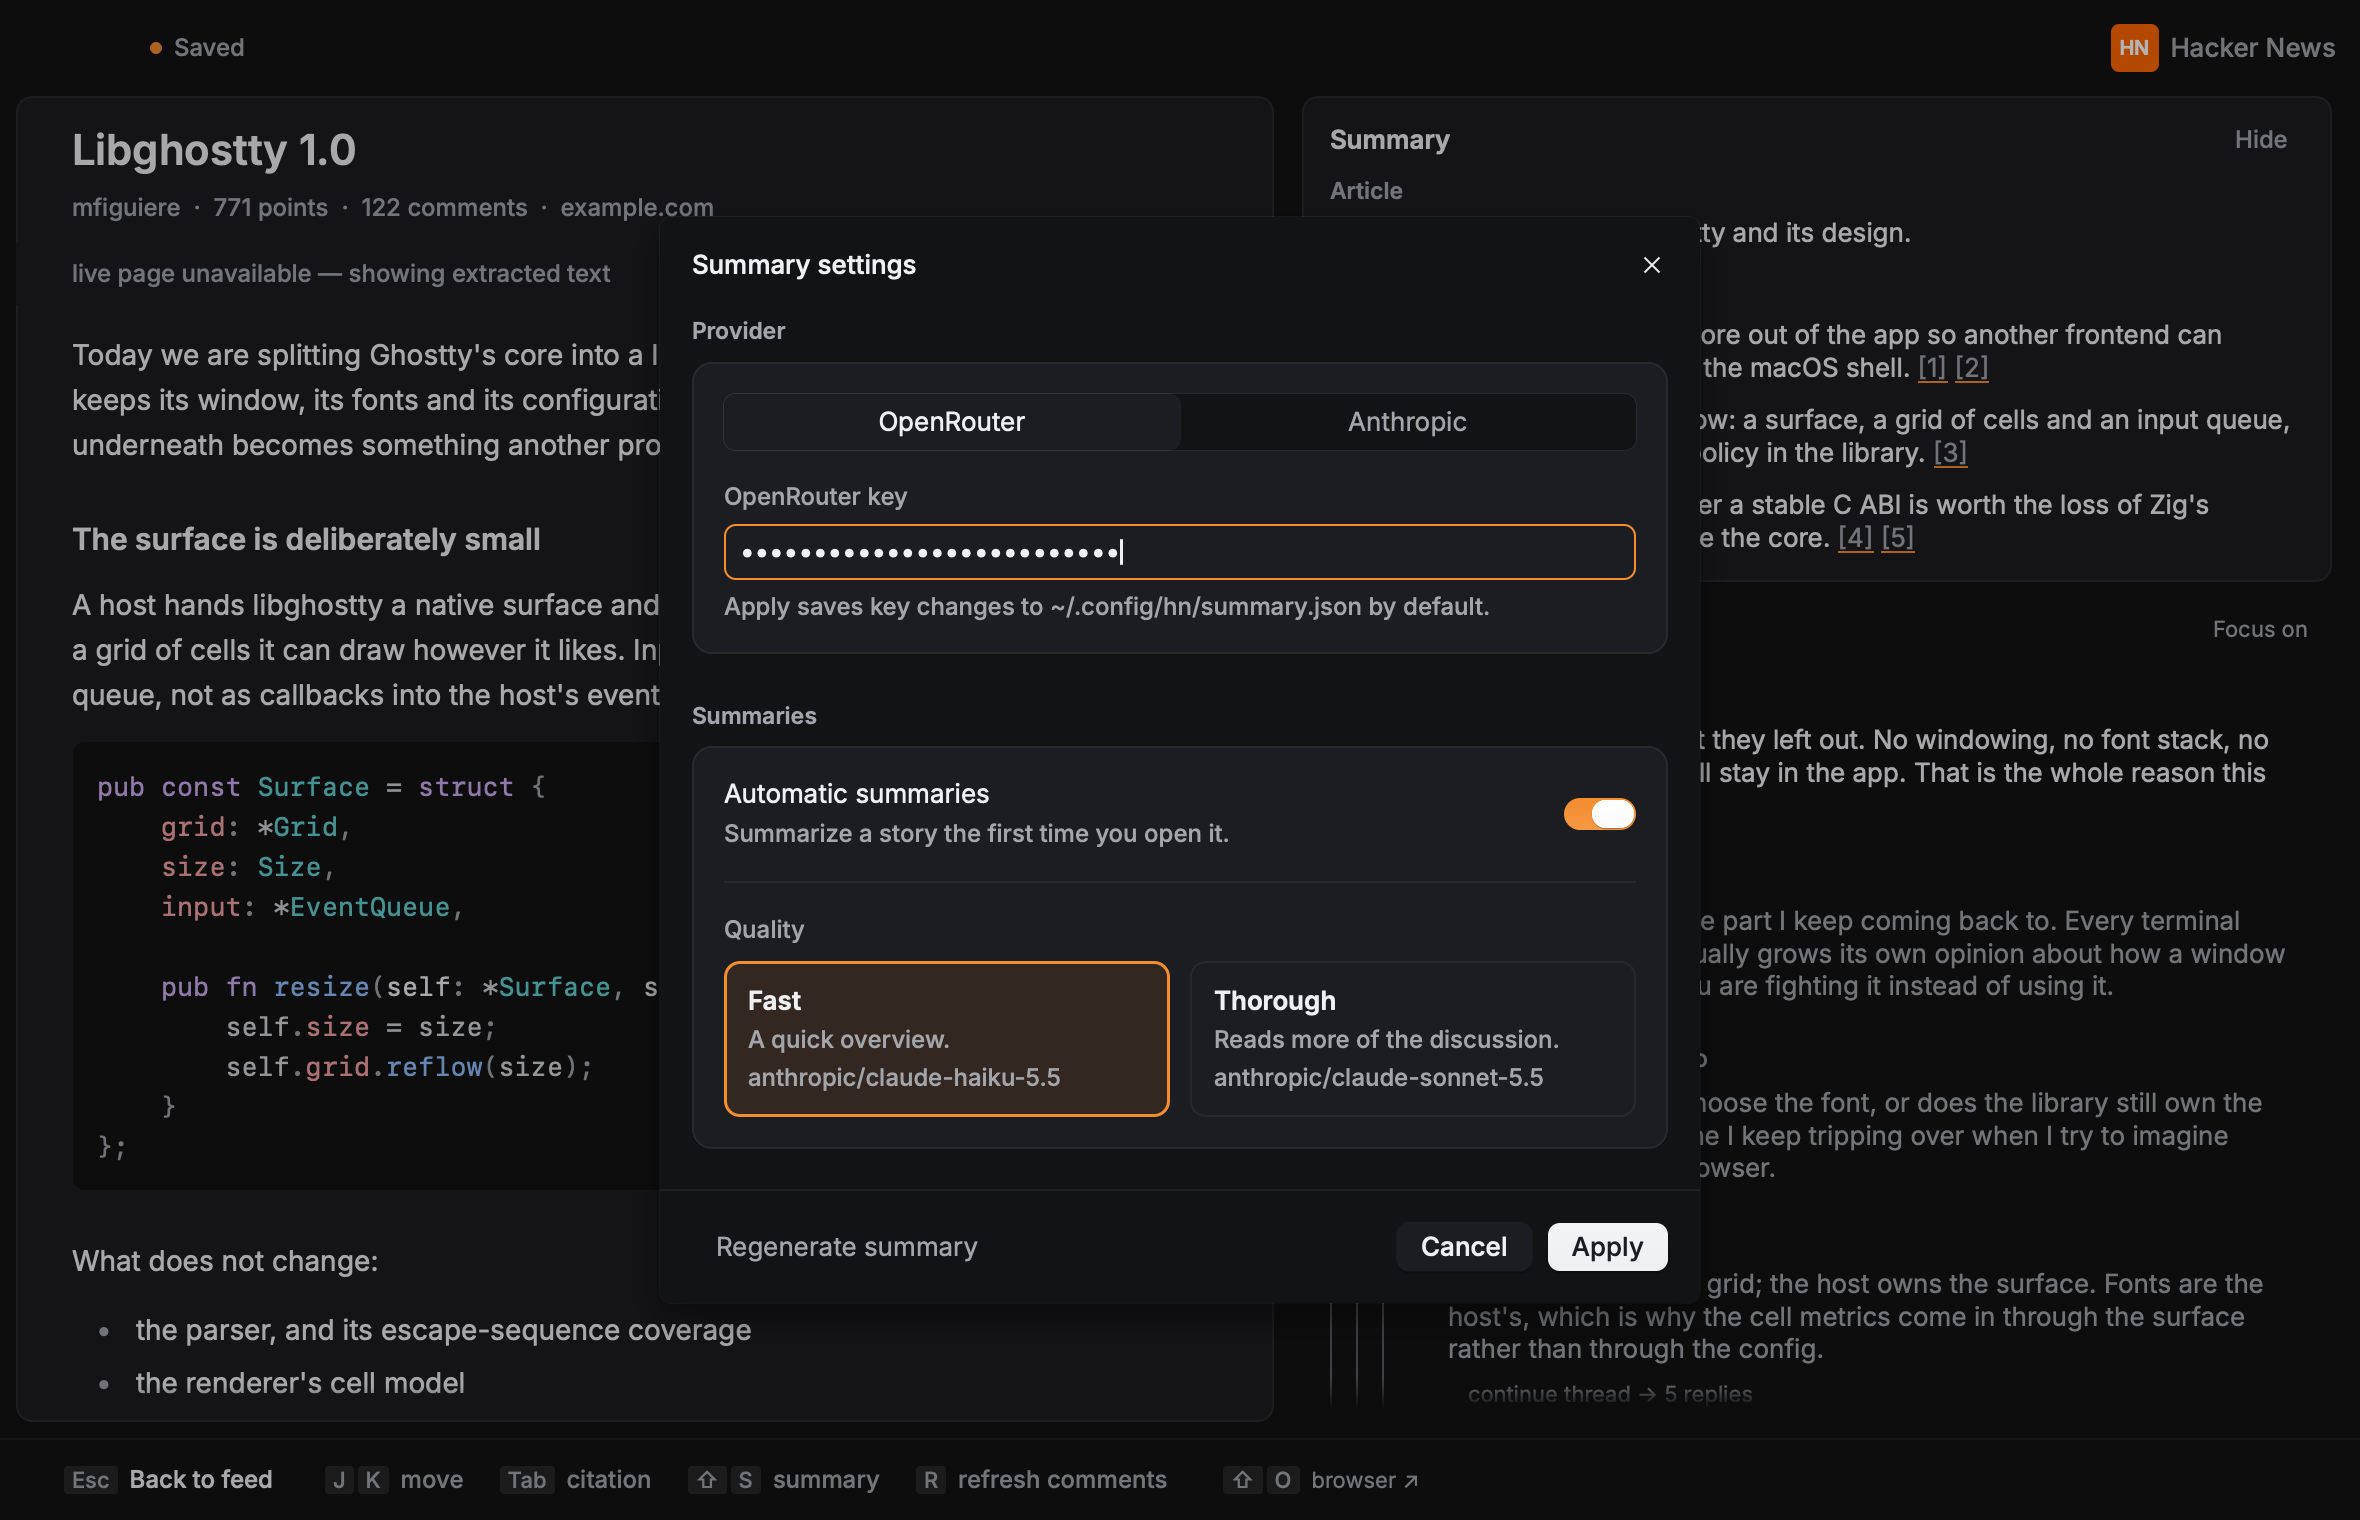 Saved
HN Hacker News
Libghostty 1.0
mfiguiere · 771 points · 122 comments · example.com
live page unavailable — showing extracted text
Today we are splitting Ghostty's core into a l
keeps its window, its fonts and its configurati
underneath becomes something another pro
The surface is deliberately small
A host hands libghostty a native surface and
a grid of cells it can draw however it likes. In
queue, not as callbacks into the host's event
pub const Surface = struct {
grid: *Grid,
size: Size,
input: *EventQueue,
pub fn resize(self: *Surface, s
self.size = size;
self.grid.reflow(size);
}
};
What does not change:
• the parser, and its escape-sequence coverage
• the renderer's cell model
Summary settings
Provider
OpenRouter
Anthropic
OpenRouter key
••••••••••••••••••••••••••
Apply saves key changes to ~/.config/hn/summary.json by default.
Summaries
Automatic summaries
Summarize a story the first time you open it.
Quality
Fast
A quick overview.
anthropic/claude-haiku-5.5
Thorough
Reads more of the discussion.
anthropic/claude-sonnet-5.5
Regenerate summary
Cancel
Apply
Summary
Hide
Article
tty and its design.
ore out of the app so another frontend can
the macOS shell. [1] [2]
ow: a surface, a grid of cells and an input queue,
policy in the library. [3]
er a stable C ABI is worth the loss of Zig's
e the core. [4] [5]
Focus on
t they left out. No windowing, no font stack, no
ll stay in the app. That is the whole reason this
e part I keep coming back to. Every terminal
ually grows its own opinion about how a window
u are fighting it instead of using it.
o
hoose the font, or does the library still own the
ne I keep tripping over when I try to imagine
owser.
grid; the host owns the surface. Fonts are the
host's, which is why the cell metrics come in through the surface
rather than through the config.
continue thread → 5 replies
Esc Back to feed
J K move
Tab citation
⇧ S summary
R refresh comments
⇧ O browser ↗